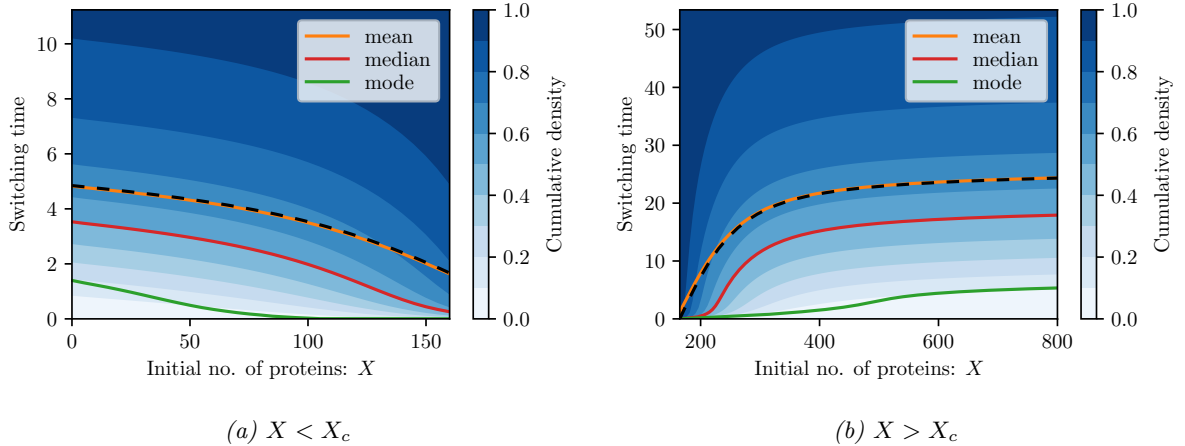 10
8
6
4
2
0
Switching time
0
50
100
150
Initial no. of proteins: X
mean
median
mode
1.0
0.8
0.6
0.4
0.2
0.0
Cumulative density
(a) X < X_c
50
40
30
20
10
0
Switching time
200
400
600
800
Initial no. of proteins: X
mean
median
mode
1.0
0.8
0.6
0.4
0.2
0.0
Cumulative density
(b) X > X_c